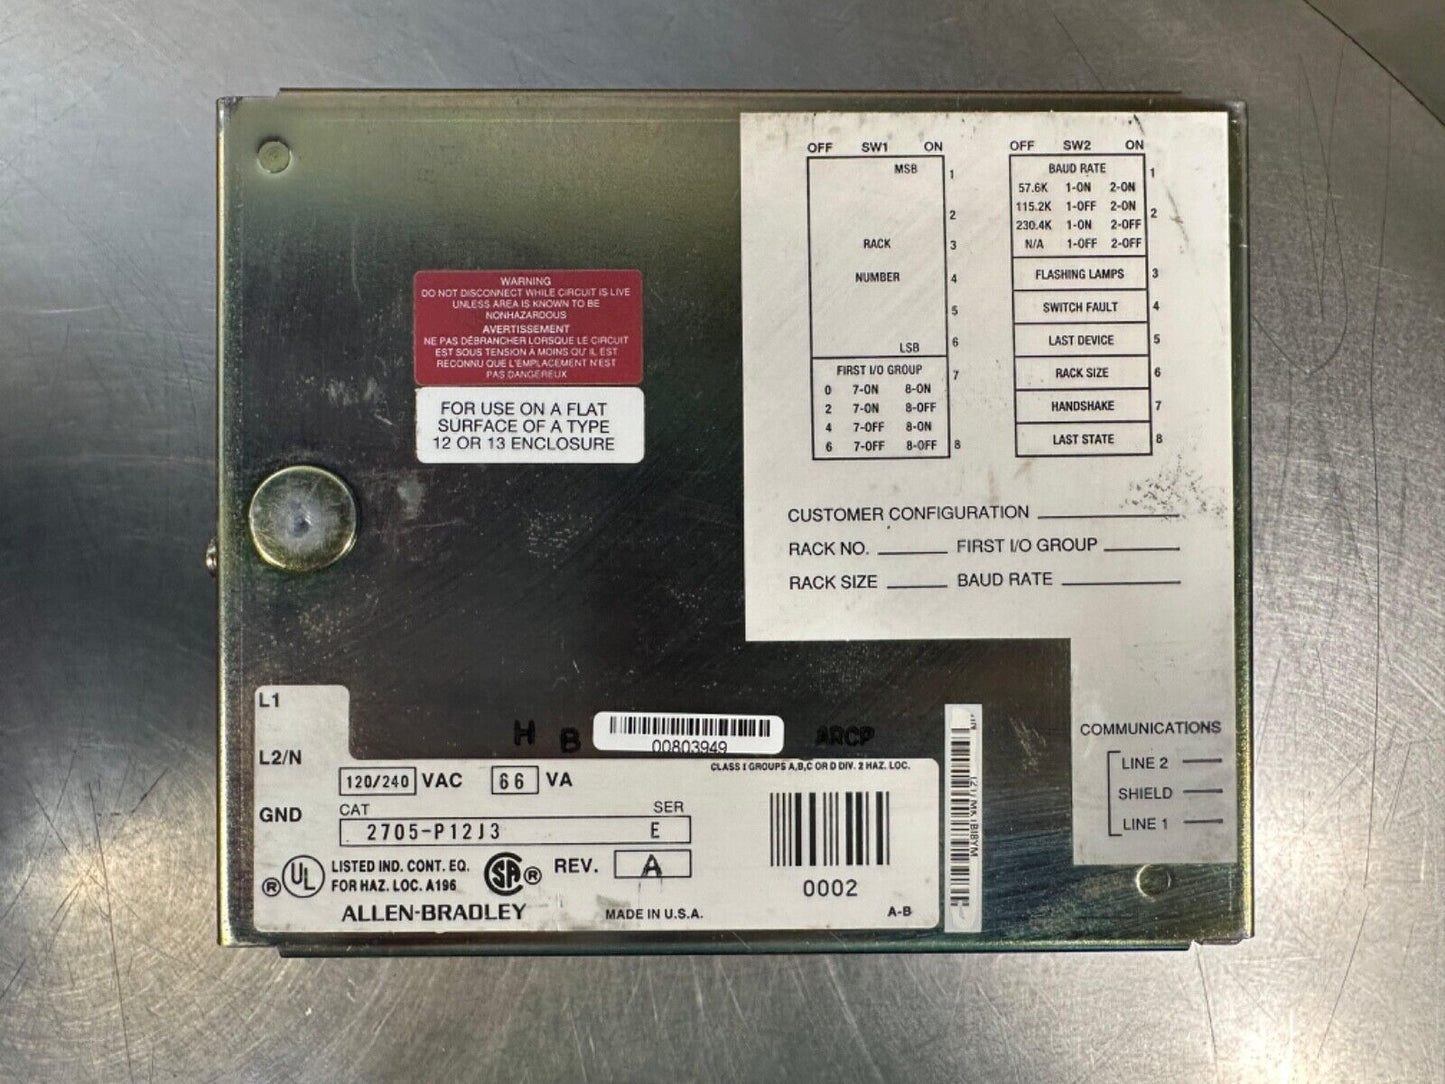 OFF SW1 ON
MSB 1
2
RACK 3
NUMBER 4
5
LSB 6
FIRST I/O GROUP 7
0 7-ON 8-ON
2 7-ON 8-OFF
4 7-OFF 8-ON
6 7-OFF 8-OFF 8
OFF SW2 ON
BAUD RATE 1
57.6K 1-ON 2-ON
115.2K 1-OFF 2-ON 2
230.4K 1-ON 2-OFF
N/A 1-OFF 2-OFF
FLASHING LAMPS 3
SWITCH FAULT 4
LAST DEVICE 5
RACK SIZE 6
HANDSHAKE 7
LAST STATE 8
WARNING
DO NOT DISCONNECT WHILE CIRCUIT IS LIVE
UNLESS AREA IS KNOWN TO BE
NONHAZARDOUS
AVERTISSEMENT
NE PAS DÉBRANCHER LORSQUE LE CIRCUIT
EST SOUS TENSION À MOINS QU'IL EST
RECONNU QUE L'EMPLACEMENT N'EST
PAS DANGEREUX
FOR USE ON A FLAT
SURFACE OF A TYPE
12 OR 13 ENCLOSURE
CUSTOMER CONFIGURATION
RACK NO. FIRST I/O GROUP
RACK SIZE BAUD RATE
COMMUNICATIONS
LINE 2
SHIELD
LINE 1
L1
L2/N
GND
H B
00803949
ARCP
CLASS I GROUPS A,B,C OR D DIV. 2 HAZ. LOC.
120/240 VAC 66 VA
CAT SER
2705-P12J3 E
® UL LISTED IND. CONT. EQ.
FOR HAZ. LOC. A196
SA ® REV. A
ALLEN-BRADLEY
MADE IN U.S.A.
0002
A-B